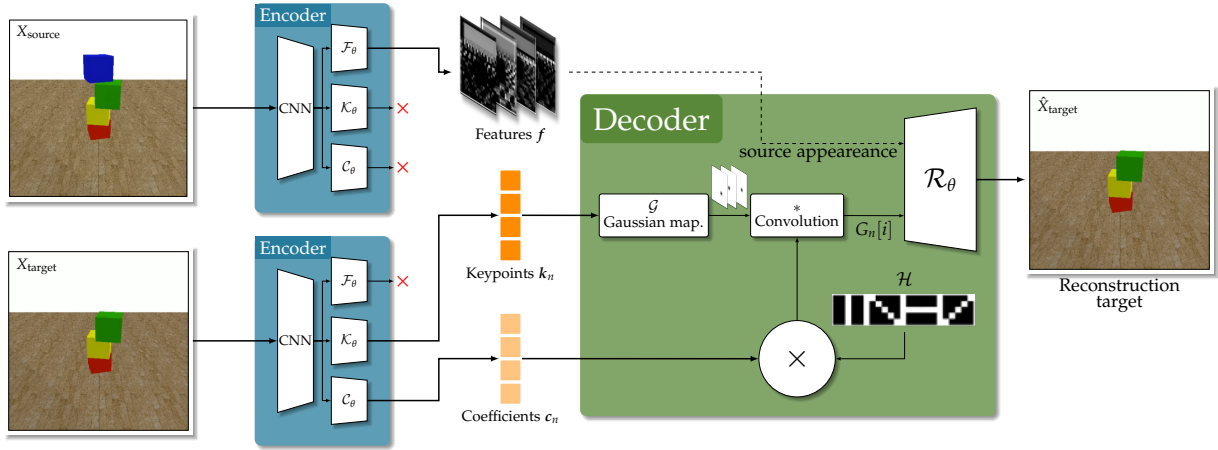 X_source
Encoder
CNN
F_θ
K_θ
×
C_θ
×
Features f
X_target
Encoder
CNN
F_θ
×
K_θ
C_θ
Keypoints k_n
Coefficients c_n
Decoder
source appeareance
G
Gaussian map.
*
Convolution
G_n[i]
H
×
R_θ
X̂_target
Reconstruction
target